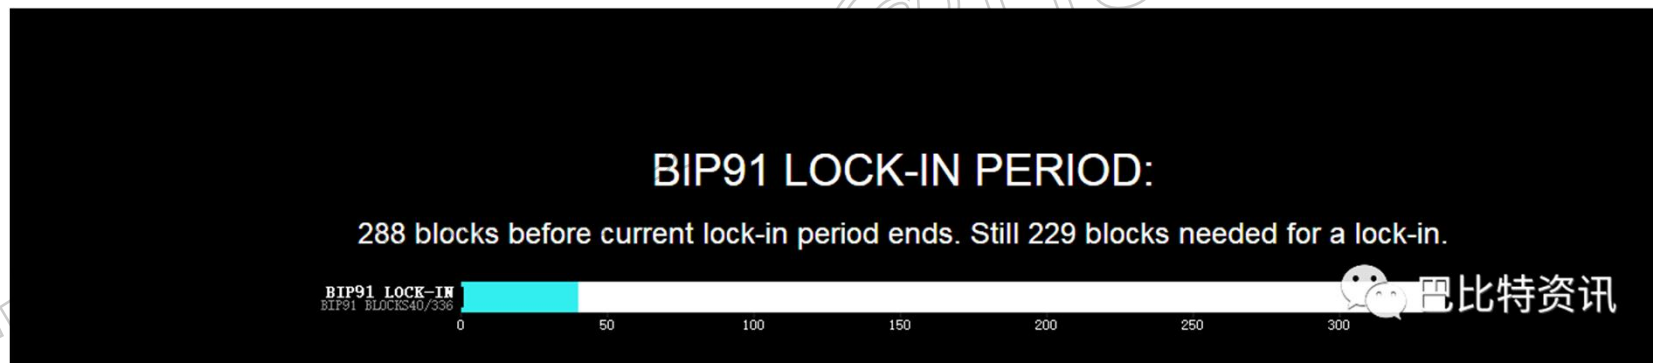 BIP91 LOCK-IN PERIOD:
288 blocks before current lock-in period ends. Still 229 blocks needed for a lock-in.
BIP91 LOCK-IN
BIP91 BLOCKS40/336
0 50 100 150 200 250 300
巴比特资讯